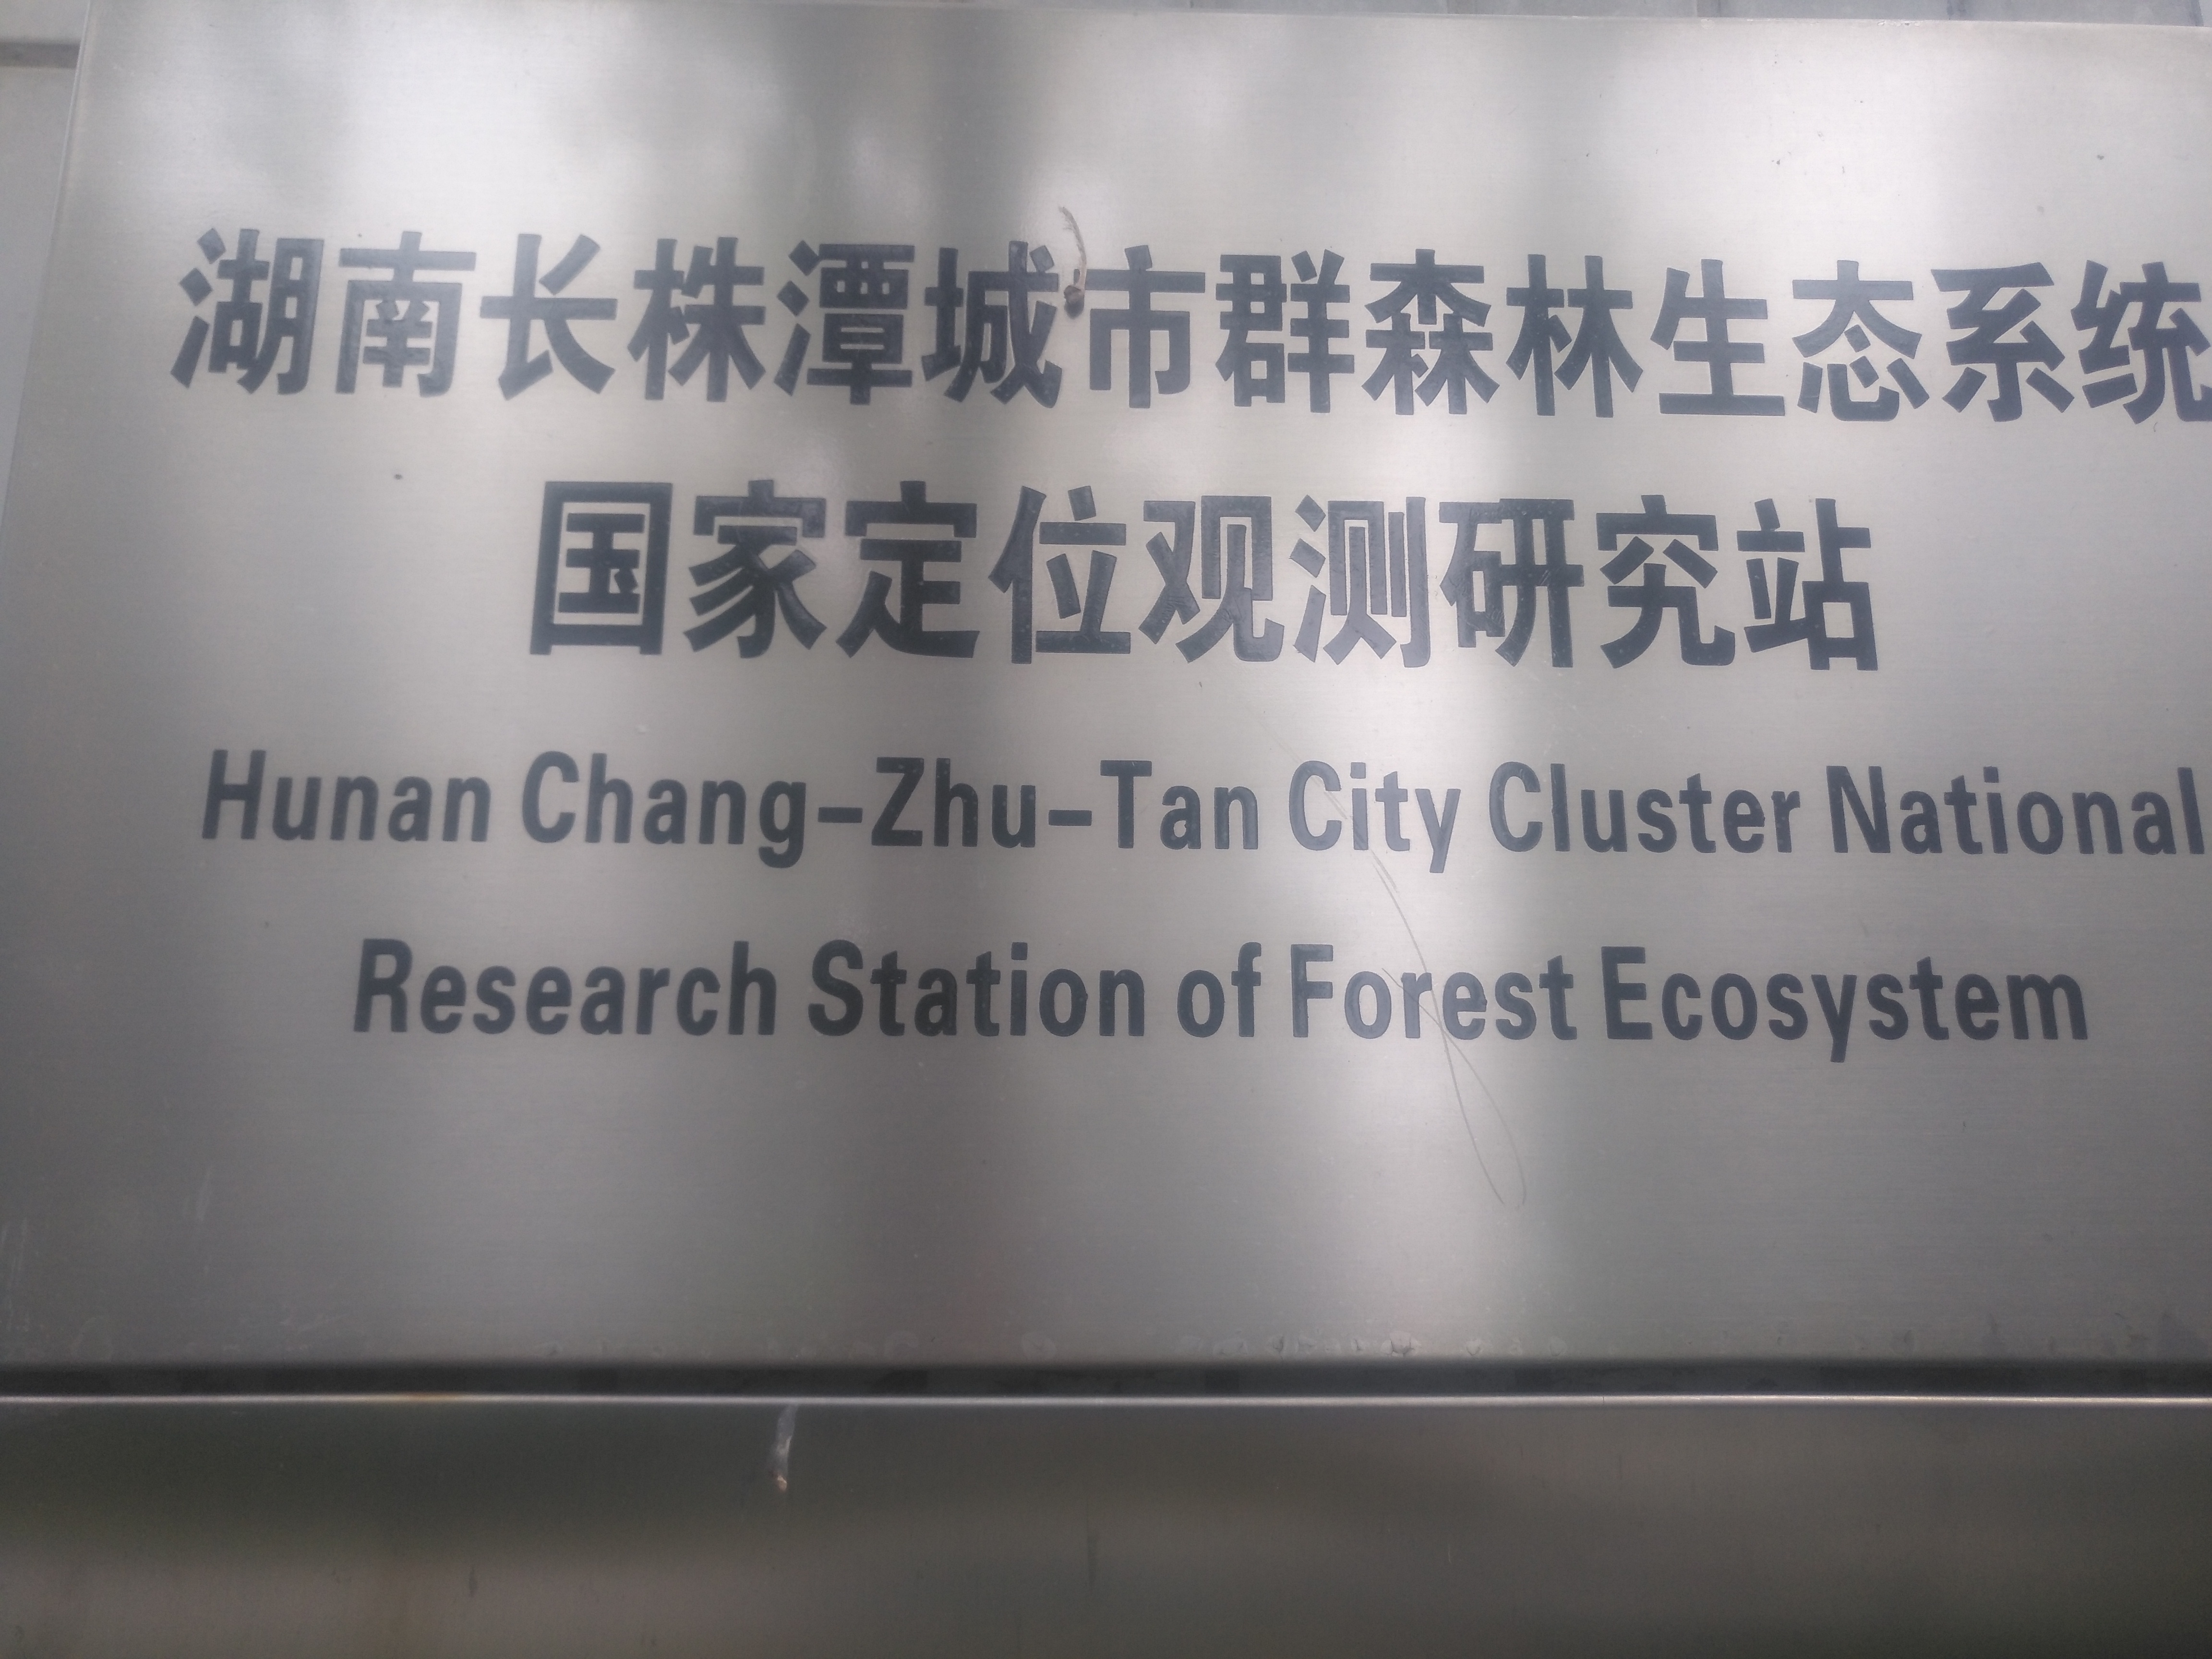 湖南长株潭城市群森林生态系统
国家定位观测研究站
Hunan Chang-Zhu-Tan City Cluster National
Research Station of Forest Ecosystem